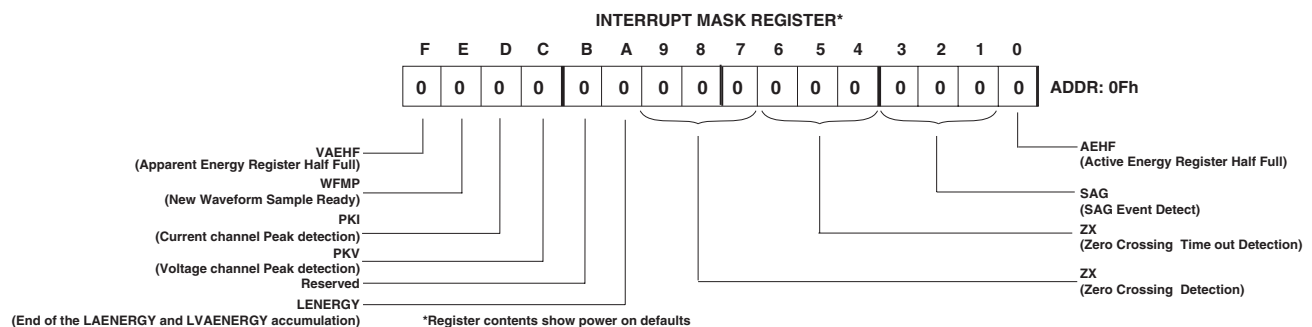 INTERRUPT MASK REGISTER*
F E D C B A 9 8 7 6 5 4 3 2 1 0
0 0 0 0 0 0 0 0 0 0 0 0 0 0 0 0 ADDR: 0Fh
VAEHF
(Apparent Energy Register Half Full)
WFMP
(New Waveform Sample Ready)
PKI
(Current channel Peak detection)
PKV
(Voltage channel Peak detection)
Reserved
LENERGY
(End of the LAENERGY and LVAENERGY accumulation)
AEHF
(Active Energy Register Half Full)
SAG
(SAG Event Detect)
ZX
(Zero Crossing Time out Detection)
ZX
(Zero Crossing Detection)
*Register contents show power on defaults